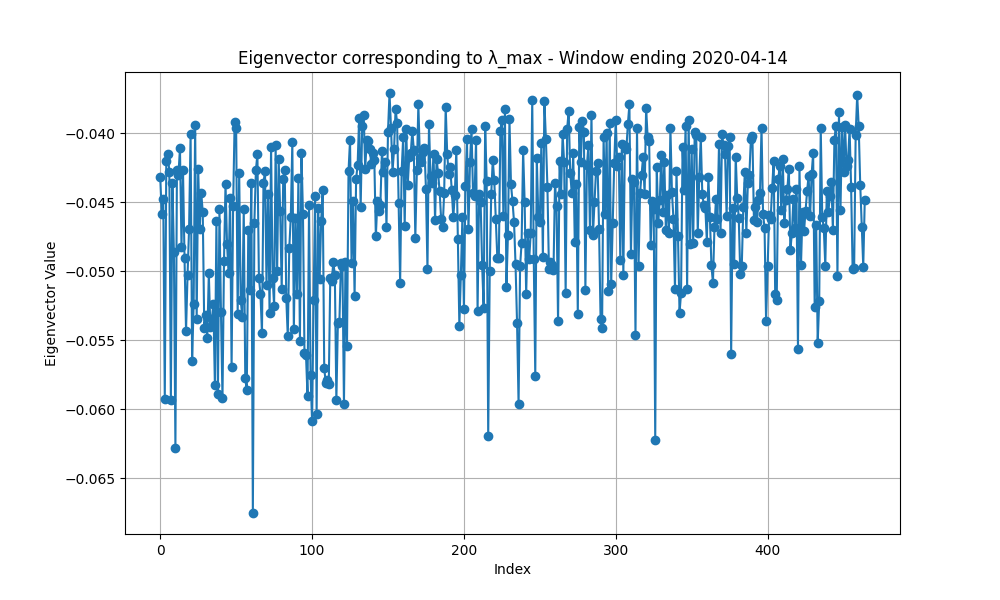 Eigenvector corresponding to λ_max - Window ending 2020-04-14
Eigenvector Value
−0.040
−0.045
−0.050
−0.055
−0.060
−0.065
0 100 200 300 400
Index